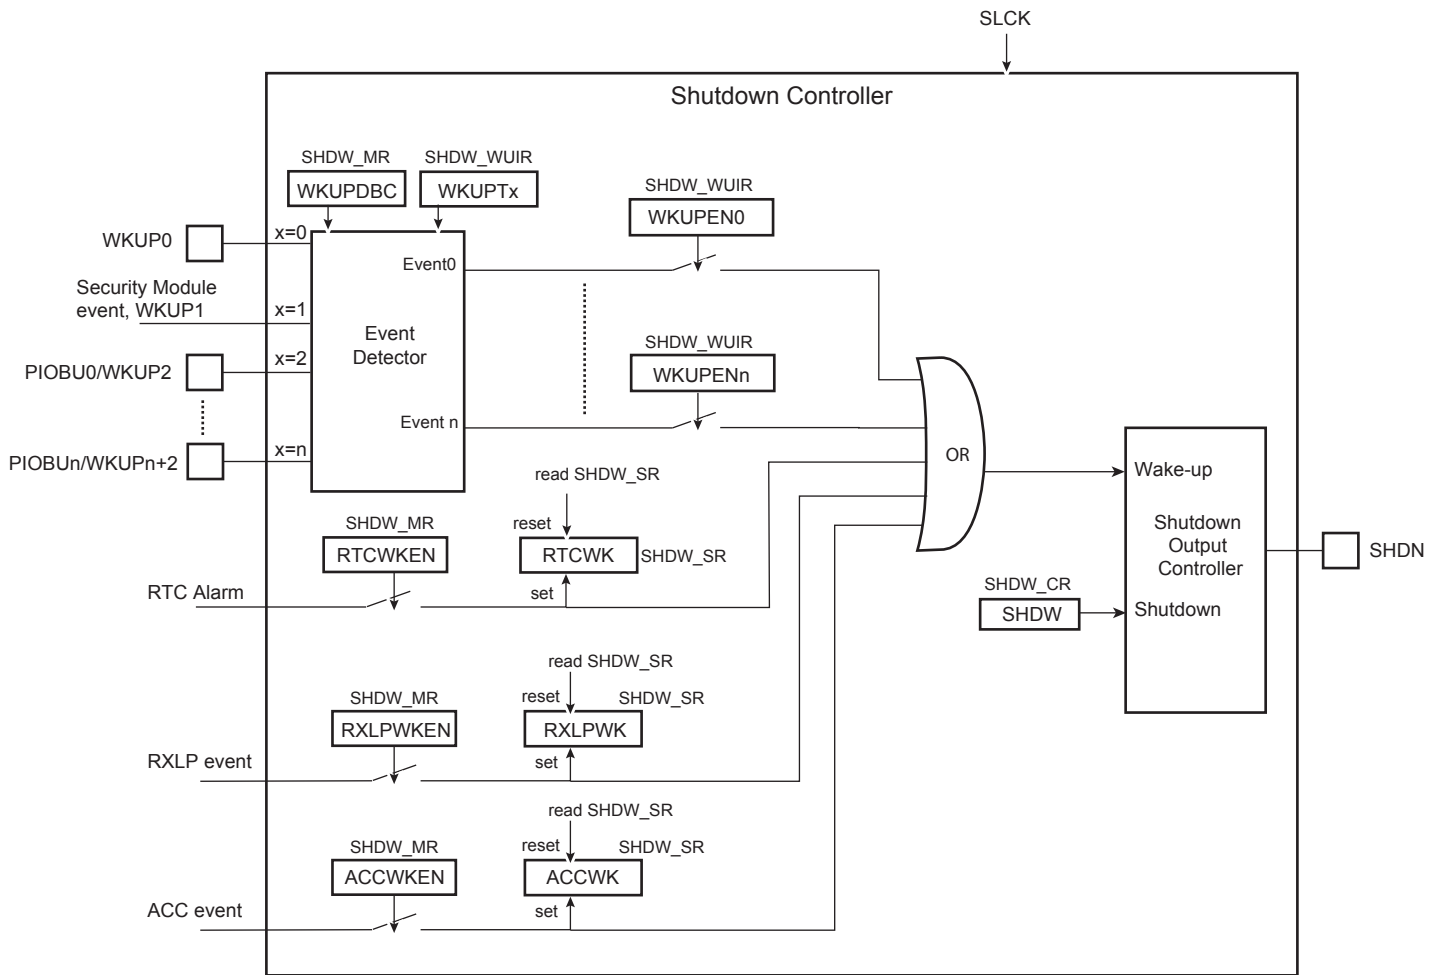 SLCK
Shutdown Controller
SHDW_MR
SHDW_WUIR
WKUPDBC
WKUPTx
SHDW_WUIR
WKUPEN0
WKUP0
x=0
Event0
Security Module
event, WKUP1
x=1
Event
Detector
SHDW_WUIR
WKUPENn
PIOBU0/WKUP2
x=2
Event n
PIOBUn/WKUPn+2
x=n
OR
read SHDW_SR
Wake-up
SHDW_MR
reset
RTCWKEN
RTCWK
SHDW_SR
Shutdown
Output
Controller
SHDN
RTC Alarm
set
SHDW_CR
SHDW
Shutdown
read SHDW_SR
SHDW_MR
reset
SHDW_SR
RXLPWKEN
RXLPWK
RXLP event
set
read SHDW_SR
SHDW_MR
reset
SHDW_SR
ACCWKEN
ACCWK
ACC event
set